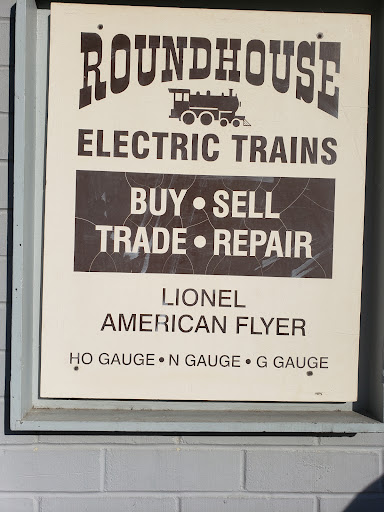 ROUNDHOUSE
ELECTRIC TRAINS
BUY • SELL
TRADE • REPAIR
LIONEL
AMERICAN FLYER
HO GAUGE • N GAUGE • G GAUGE